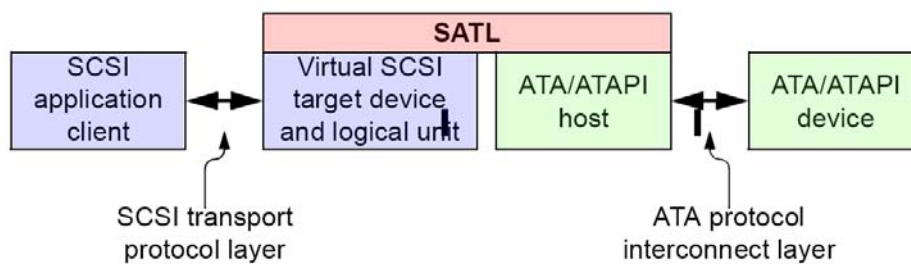 SATL
SCSI
application
client
Virtual SCSI
target device
and logical unit
ATA/ATAPI
host
ATA/ATAPI
device
SCSI transport
protocol layer
ATA protocol
interconnect layer